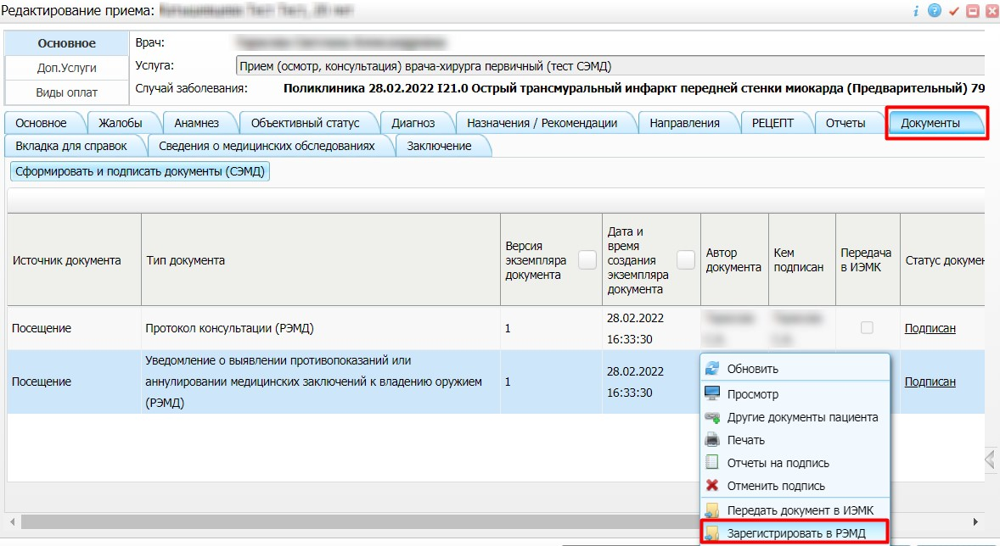 Редактирование приема:
Основное
Доп.Услуги
Виды оплат
Врач:
Услуга: Прием (осмотр, консультация) врача-хирурга первичный (тест СЭМД)
Случай заболевания: Поликлиника 28.02.2022 I21.0 Острый трансмуральный инфаркт передней стенки миокарда (Предварительный) 79
Основное Жалобы Анамнез Объективный статус Диагноз Назначения / Рекомендации Направления РЕЦЕПТ Отчеты Документы
Вкладка для справок Сведения о медицинских обследованиях Заключение
Сформировать и подписать документы (СЭМД)
Источник документа
Тип документа
Версия
экземпляра
документа
Дата и
время
создания
экземпляра
документа
Автор
документа
Кем
подписан
Передача
в ИЭМК
Статус докумен
Посещение
Протокол консультации (РЭМД)
1
28.02.2022
16:33:30
Подписан
Посещение
Уведомление о выявлении противопоказаний или
аннулировании медицинских заключений к владению оружием
(РЭМД)
1
28.02.2022
16:33:30
Подписан
Обновить
Просмотр
Другие документы пациента
Печать
Отчеты на подпись
Отменить подпись
Передать документ в ИЭМК
Зарегистрировать в РЭМД